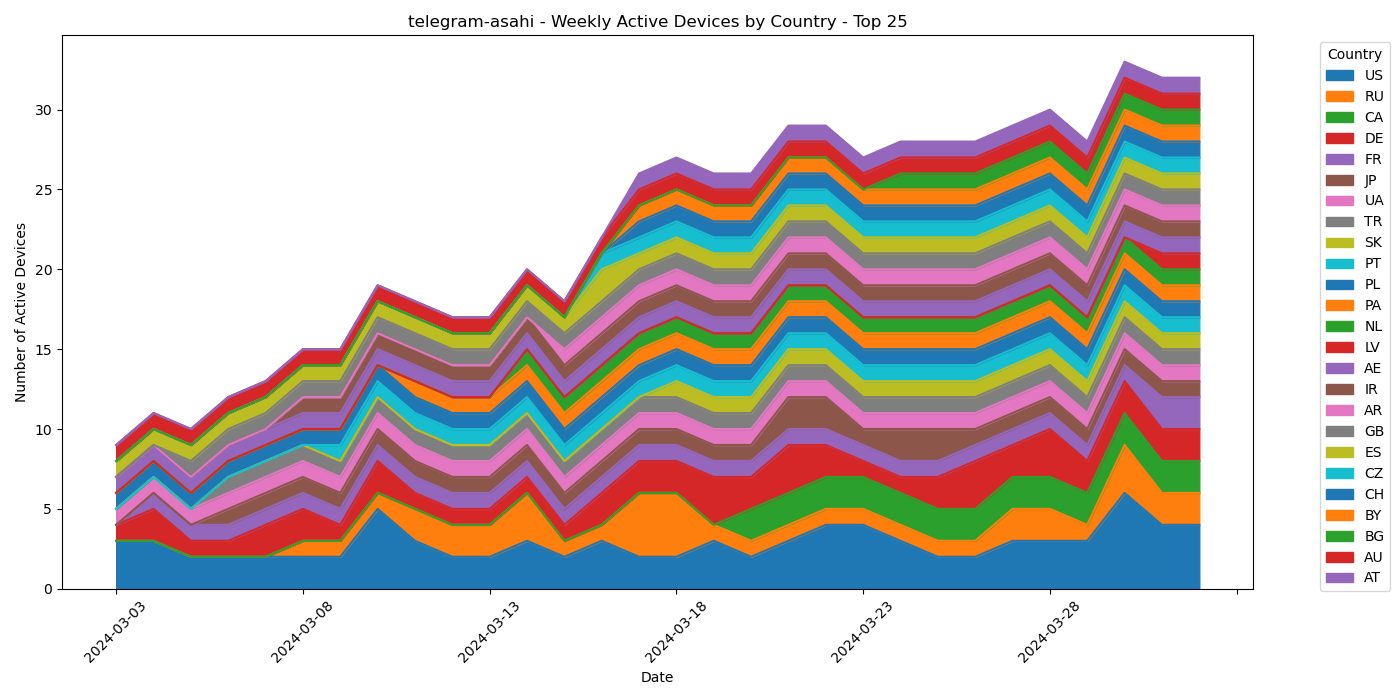 telegram-asahi - Weekly Active Devices by Country - Top 25
Number of Active Devices
30
25
20
15
10
5
0
2024-03-03
2024-03-08
2024-03-13
2024-03-18
2024-03-23
2024-03-28
Date
Country
US
RU
CA
DE
FR
JP
UA
TR
SK
PT
PL
PA
NL
LV
AE
IR
AR
GB
ES
CZ
CH
BY
BG
AU
AT